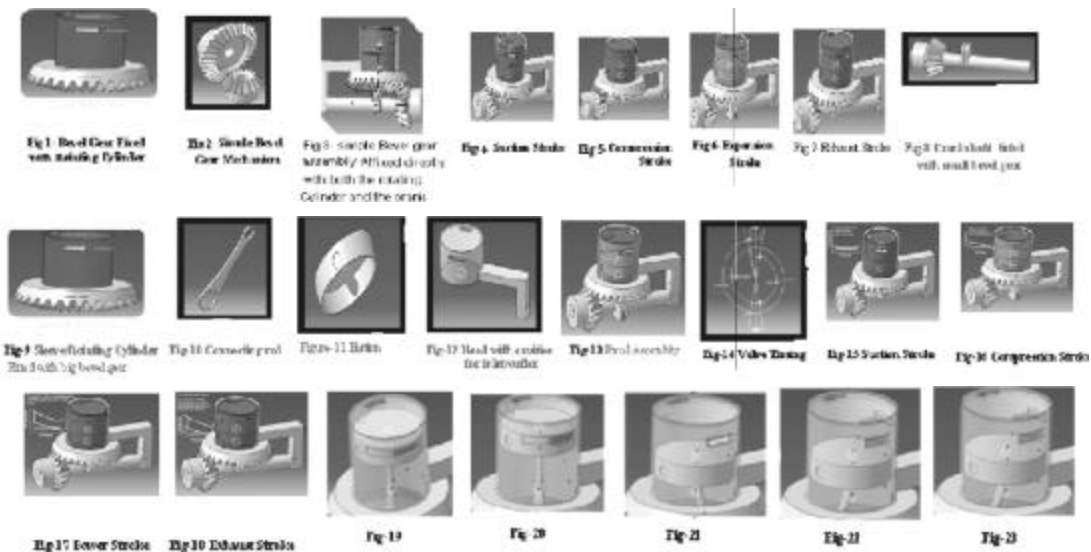 Fig 1 Bevel Gear Fixed
with Rotating Cylinder
Fig 2 Simple Bevel
Gear Mechanism
Fig 3 simple Bevel gear
assembly Affixed directly
with both the rotating
Cylinder and the crank
Fig 4 Suction Stroke
Fig 5 Compression
Stroke
Fig 6 Expansion
Stroke
Fig 7 Exhaust Stroke
Fig 8 Crankshaft fitted
with small bevel gear
Fig-9 Sleeve/Rotating Cylinder
Fixed with big bevel gear
Fig-10 Connecting rod
Figure-11 Piston
Fig-12 Head with cavities
for inlet/outlet
Fig-13 Final assembly
Fig-14 Valve Timing
Fig-15 Suction Stroke
Fig-16 Compression Stroke
Fig-17 Power Stroke
Fig-18 Exhaust Stroke
Fig-19
Fig-20
Fig-21
Fig-22
Fig-23